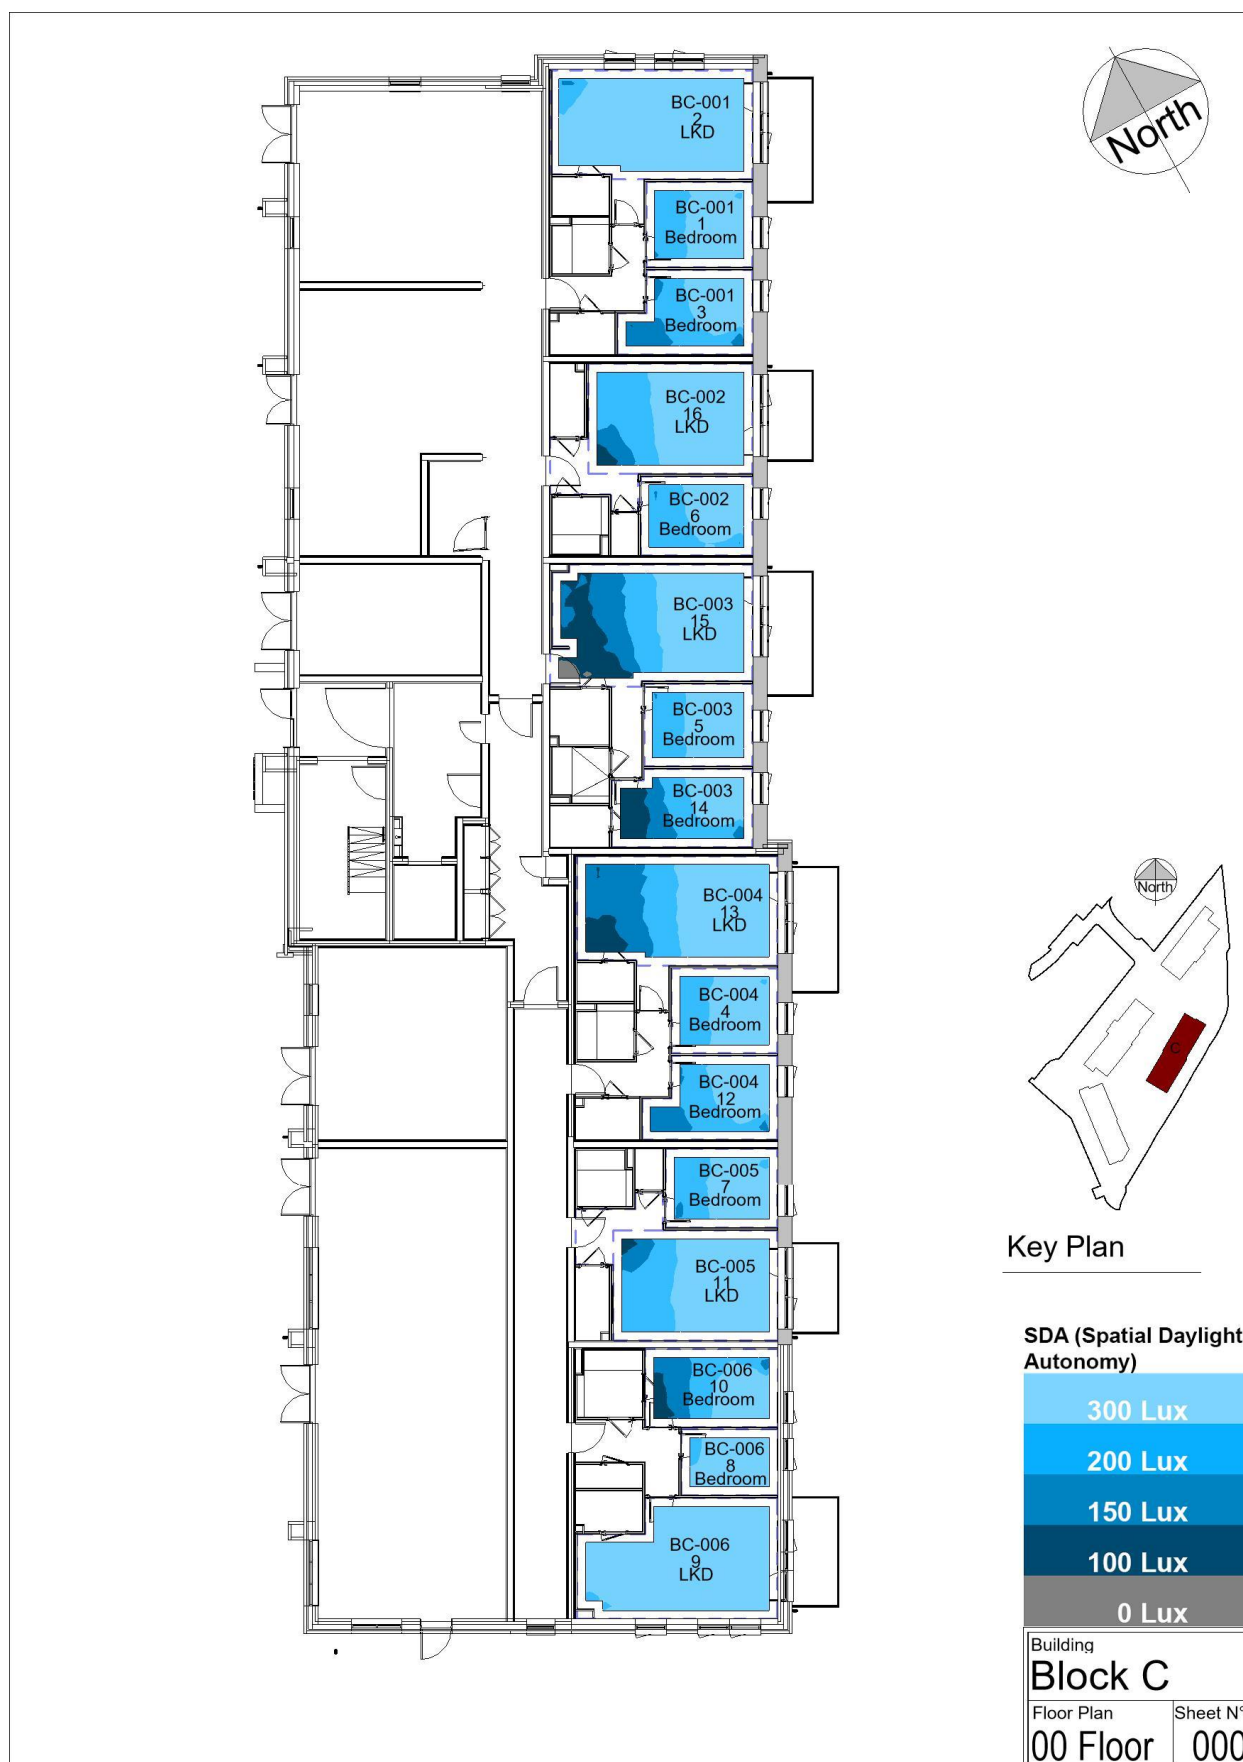 North
BC-001
2
LKD
BC-001
1
Bedroom
BC-001
3
Bedroom
BC-002
16
LKD
BC-002
6
Bedroom
BC-003
15
LKD
BC-003
5
Bedroom
BC-003
14
Bedroom
BC-004
13
LKD
BC-004
4
Bedroom
BC-004
12
Bedroom
BC-005
7
Bedroom
BC-005
11
LKD
BC-006
10
Bedroom
BC-006
8
Bedroom
BC-006
9
LKD
North
C
Key Plan
SDA (Spatial Daylight
Autonomy)
300 Lux
200 Lux
150 Lux
100 Lux
0 Lux
Building
Block C
Floor Plan
Sheet N°
00 Floor
000